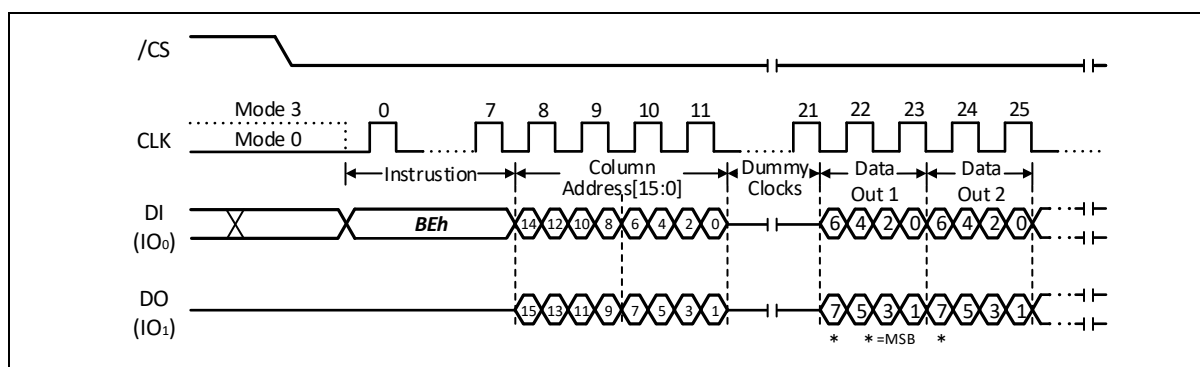 /CS
Mode 3 0 7 8 9 10 11 21 22 23 24 25
CLK Mode 0
Instrustion Column Dummy Data Data
Address[15:0] Clocks Out 1 Out 2
DI BEh 14 12 10 8 6 4 2 0 6 4 2 0 6 4 2 0
(IO₀)
DO 15 13 11 9 7 5 3 1 7 5 3 1 7 5 3 1
(IO₁)
* * =MSB *